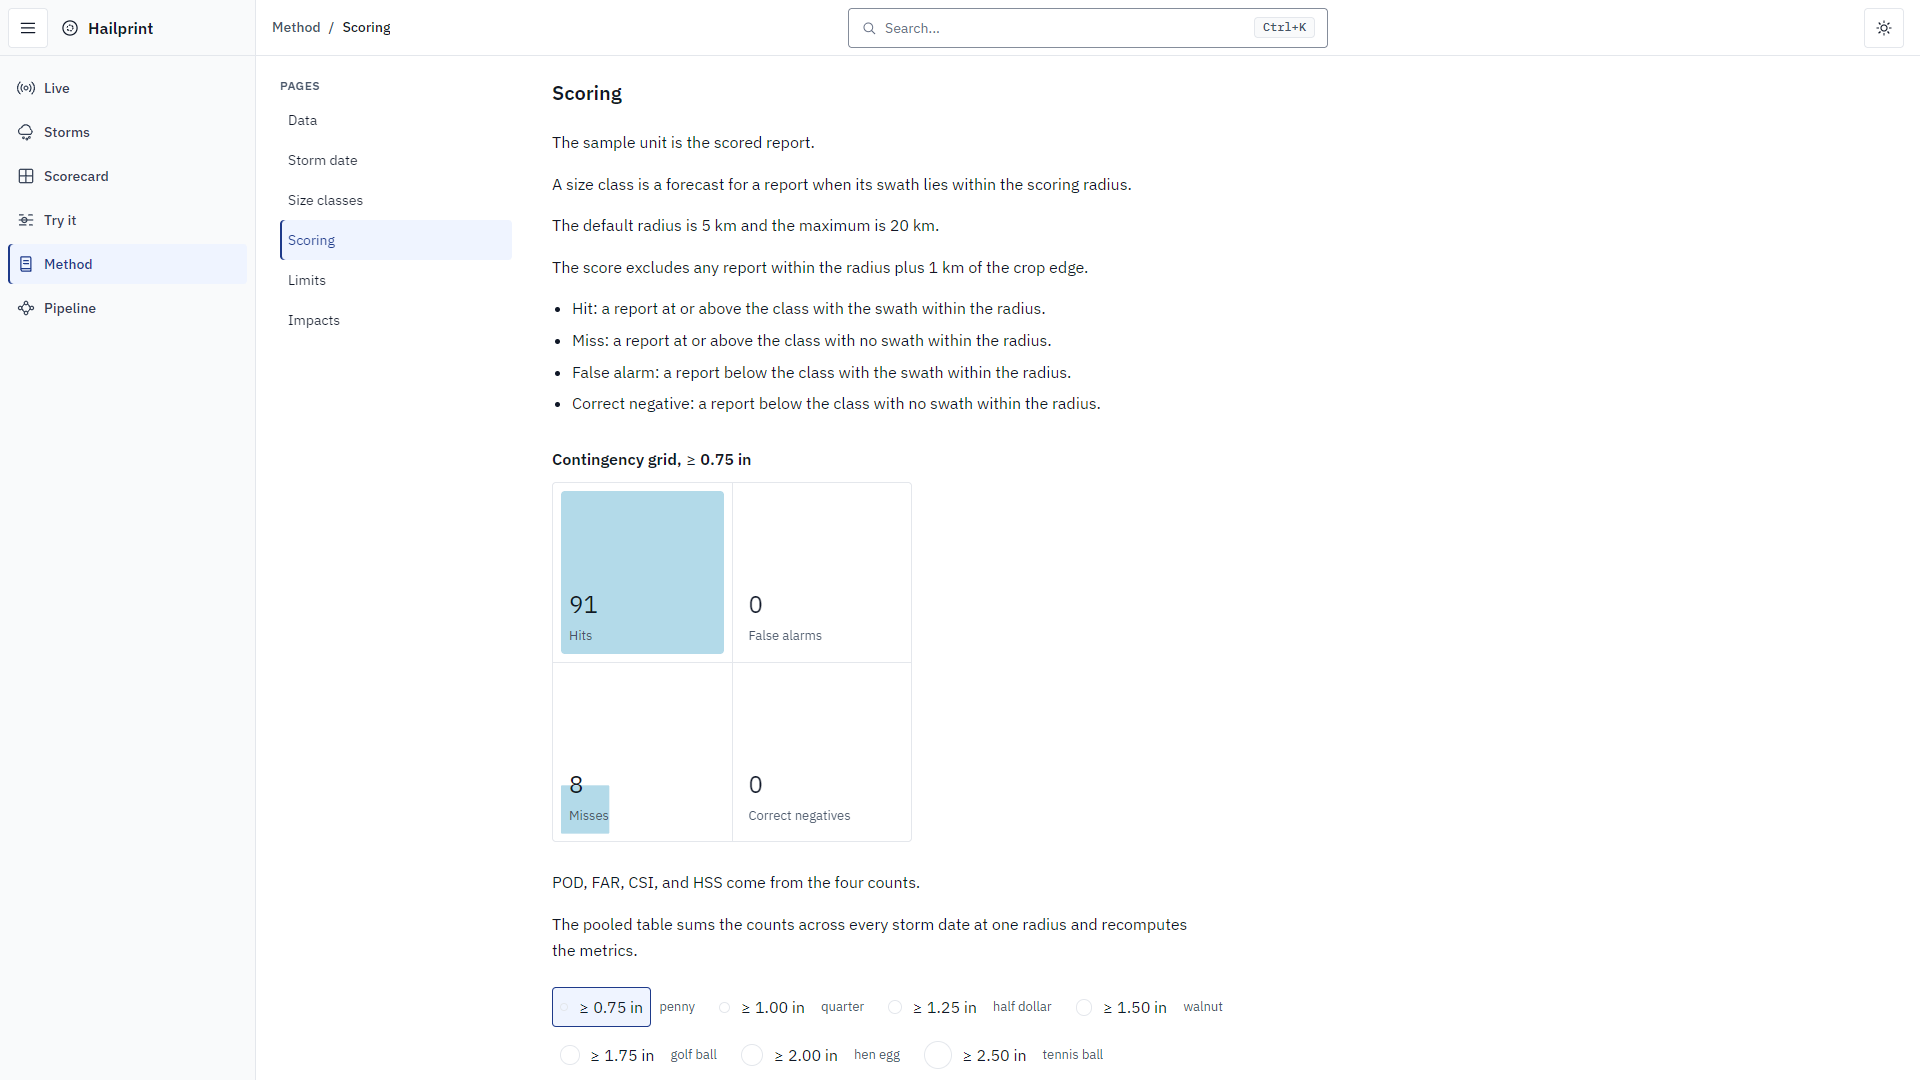 Hailprint
Method / Scoring
Search...
Ctrl+K
Live
Storms
Scorecard
Try it
Method
Pipeline
PAGES
Data
Storm date
Size classes
Scoring
Limits
Impacts
Scoring
The sample unit is the scored report.
A size class is a forecast for a report when its swath lies within the scoring radius.
The default radius is 5 km and the maximum is 20 km.
The score excludes any report within the radius plus 1 km of the crop edge.
• Hit: a report at or above the class with the swath within the radius.
• Miss: a report at or above the class with no swath within the radius.
• False alarm: a report below the class with the swath within the radius.
• Correct negative: a report below the class with no swath within the radius.
Contingency grid, ≥ 0.75 in
91
Hits
0
False alarms
8
Misses
0
Correct negatives
POD, FAR, CSI, and HSS come from the four counts.
The pooled table sums the counts across every storm date at one radius and recomputes
the metrics.
≥ 0.75 in penny ≥ 1.00 in quarter ≥ 1.25 in half dollar ≥ 1.50 in walnut
≥ 1.75 in golf ball ≥ 2.00 in hen egg ≥ 2.50 in tennis ball